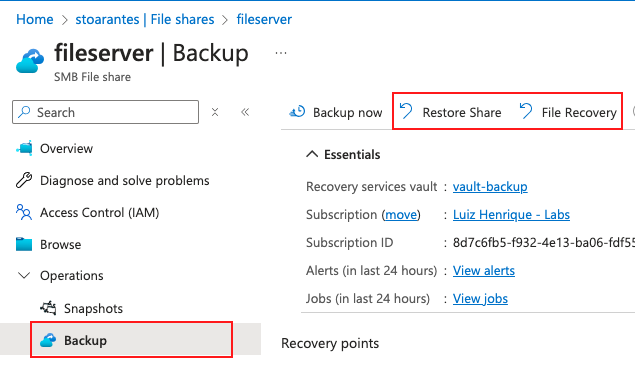 Home > stoarantes | File shares > fileserver
fileserver | Backup ...
SMB File share
Search
Overview
Diagnose and solve problems
Access Control (IAM)
Browse
Operations
Snapshots
Backup
Backup now Restore Share File Recovery
Essentials
Recovery services vault : vault-backup
Subscription (move) : Luiz Henrique - Labs
Subscription ID : 8d7c6fb5-f932-4e13-ba06-fdf55
Alerts (in last 24 hours) : View alerts
Jobs (in last 24 hours) : View jobs
Recovery points